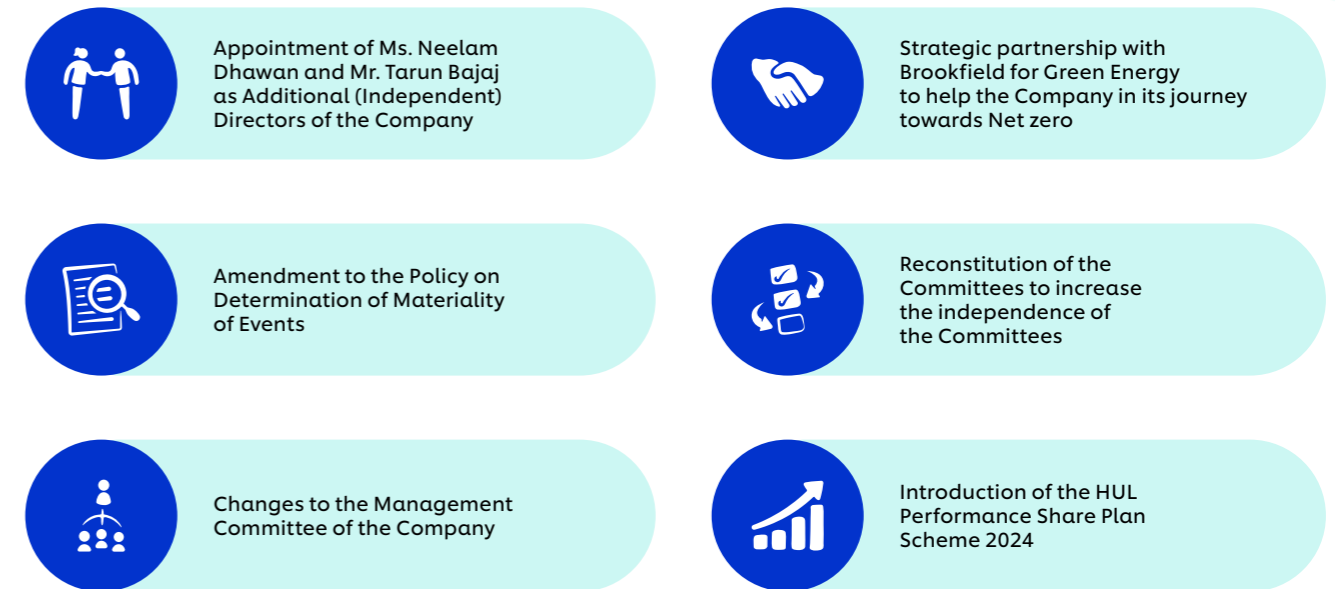 Appointment of Ms. Neelam
Dhawan and Mr. Tarun Bajaj
as Additional (Independent)
Directors of the Company
Strategic partnership with
Brookfield for Green Energy
to help the Company in its journey
towards Net zero
Amendment to the Policy on
Determination of Materiality
of Events
Reconstitution of the
Committees to increase
the independence of
the Committees
Changes to the Management
Committee of the Company
Introduction of the HUL
Performance Share Plan
Scheme 2024